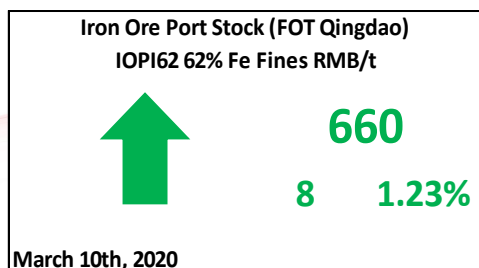 Iron Ore Port Stock (FOT Qingdao)
IOPI62 62% Fe Fines RMB/t
660
8 1.23%
March 10th, 2020